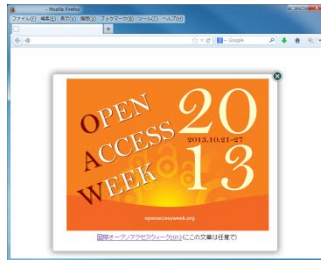 - Mozilla Firefox
ファイル(F) 編集(E) 表示(V) 履歴(S) ブックマーク(B) ツール(T) ヘルプ(H)
Google
OPEN
ACCESS
WEEK
20
2013.10.21-27
13
openaccessweek.org
国際オープンアクセスウィーク2013(にこの文章は任意で)